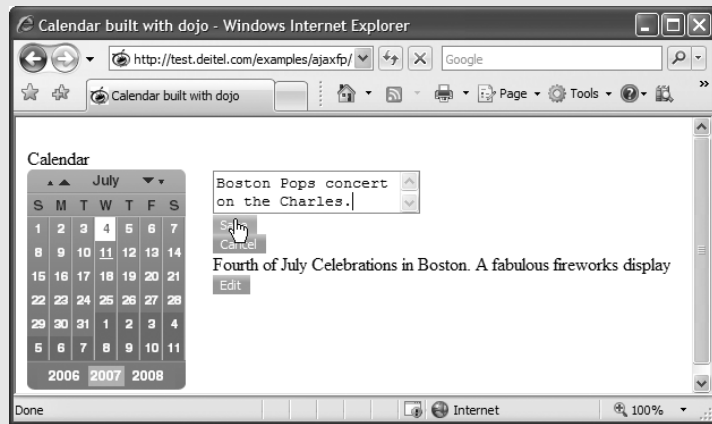 Calendar built with dojo - Windows Internet Explorer
http://test.deitel.com/examples/ajaxfp/
Google
Calendar built with dojo
Page Tools
Calendar
July
S M T W T F S
1 2 3 4 5 6 7
8 9 10 11 12 13 14
15 16 17 18 19 20 21
22 23 24 25 26 27 28
29 30 31 1 2 3 4
5 6 7 8 9 10 11
2006 2007 2008
Boston Pops concert
on the Charles.
Cancel
Fourth of July Celebrations in Boston. A fabulous fireworks display
Edit
Done Internet 100%